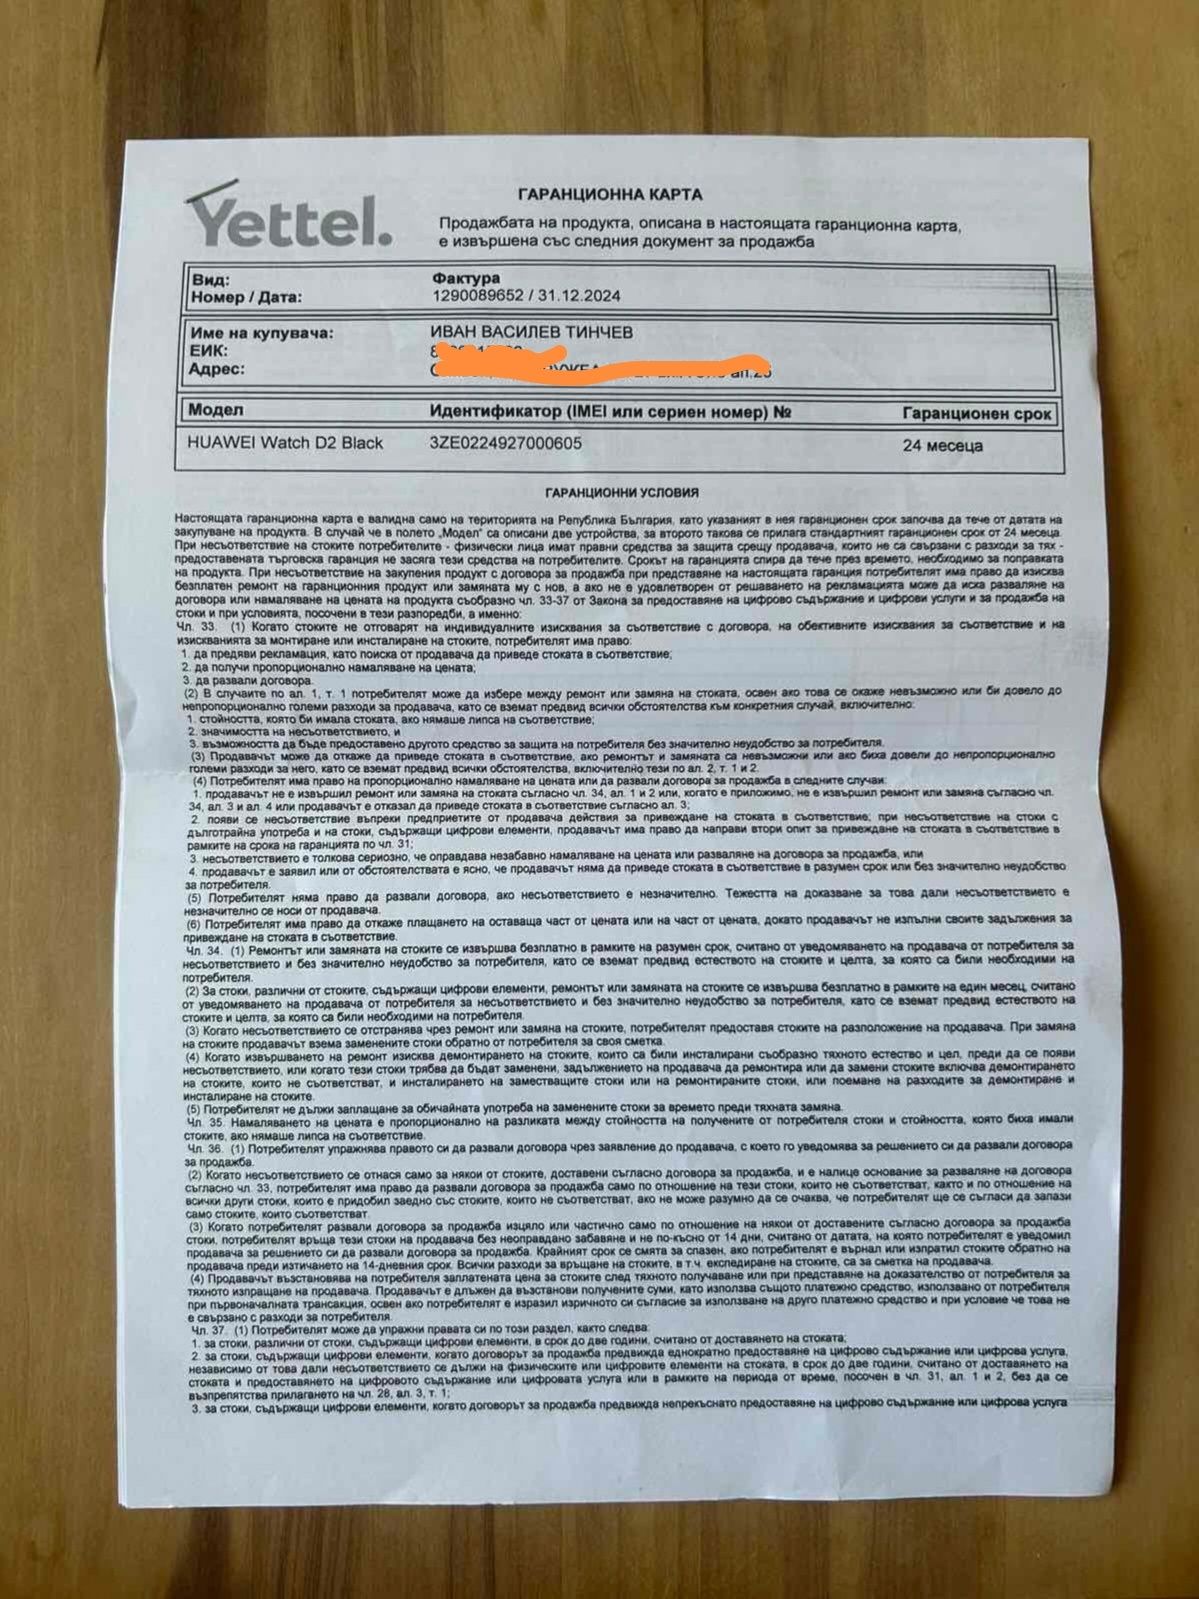 Yettel.
ГАРАНЦИОННА КАРТА
Продажбата на продукта, описана в настоящата гаранционна карта,
е извършена със следния документ за продажба
Вид: Фактура
Номер / Дата: 1290089652 / 31.12.2024
Име на купувача: ИВАН ВАСИЛЕВ ТИНЧЕВ
ЕИК:
Адрес:
Модел Идентификатор (IMEI или сериен номер) № Гаранционен срок
HUAWEI Watch D2 Black 3ZE0224927000605 24 месеца
ГАРАНЦИОННИ УСЛОВИЯ
Настоящата гаранционна карта е валидна само на територията на Република България, като указаният в нея гаранционен срок започва да тече от датата на
закупуване на продукта. В случай че в полето „Модел" са описани две устройства, за второто такова се прилага стандартният гаранционен срок от 24 месеца.
При несъответствие на стоките потребителите - физически лица имат правни средства за защита срещу продавача, които не са свързани с разходи за тях -
предоставената търговска гаранция не засяга тези средства на потребителите. Срокът на гаранцията спира да тече през времето, необходимо за поправката
на продукта. При несъответствие на закупения продукт с договора за продажба при представяне на настоящата гаранция потребителят има право да изисква
безплатен ремонт на гаранционния продукт или замяната му с нов, а ако не е удовлетворен от решаването на рекламацията може да иска разваляне на
договора или намаляване на цената на продукта съобразно чл. 33-37 от Закона за предоставяне на цифрово съдържание и цифрови услуги и за продажба на
стоки и при условията, посочени в тези разпоредби, а именно:
Чл. 33. (1) Когато стоките не отговарят на индивидуалните изисквания за съответствие с договора, на обективните изисквания за съответствие и на
изискванията за монтиране или инсталиране на стоките, потребителят има право:
1. да предяви рекламация, като поиска от продавача да приведе стоката в съответствие;
2. да получи пропорционално намаляване на цената;
3. да развали договора.
(2) В случаите по ал. 1, т. 1 потребителят може да избере между ремонт или замяна на стоката, освен ако това се окаже невъзможно или би довело до
непропорционално големи разходи за продавача, като се вземат предвид всички обстоятелства към конкретния случай, включително:
1. стойността, която би имала стоката, ако нямаше липса на съответствие;
2. значимостта на несъответствието, и
3. възможността да бъде предоставено другото средство за защита на потребителя без значително неудобство за потребителя.
(3) Продавачът може да откаже да приведе стоката в съответствие, ако ремонтът и замяната са невъзможни или ако биха довели до непропорционално
големи разходи за него, като се вземат предвид всички обстоятелства, включително тези по ал. 2, т. 1 и 2.
(4) Потребителят има право на пропорционално намаляване на цената или да развали договора за продажба в следните случаи:
1. продавачът не е извършил ремонт или замяна на стоката съгласно чл. 34, ал. 1 и 2 или, когато е приложимо, не е извършил ремонт или замяна съгласно чл.
34, ал. 3 и ал. 4 или продавачът е отказал да приведе стоката в съответствие съгласно ал. 3;
2. появи се несъответствие въпреки предприетите от продавача действия за привеждане на стоката в съответствие; при несъответствие на стоки с
дълготрайна употреба и на стоки, съдържащи цифрови елементи, продавачът има право да направи втори опит за привеждане на стоката в съответствие в
рамките на срока на гаранцията по чл. 31;
3. несъответствието е толкова сериозно, че оправдава незабавно намаляване на цената или разваляне на договора за продажба, или
4. продавачът е заявил или от обстоятелствата е ясно, че продавачът няма да приведе стоката в съответствие в разумен срок или без значително неудобство
за потребителя.
(5) Потребителят няма право да развали договора, ако несъответствието е незначително. Тежестта на доказване за това дали несъответствието е
незначително се носи от продавача.
(6) Потребителят има право да откаже плащането на оставаща част от цената или на част от цената, докато продавачът не изпълни своите задължения за
привеждане на стоката в съответствие.
Чл. 34. (1) Ремонтът или замяната на стоките се извършва безплатно в рамките на разумен срок, считано от уведомяването на продавача от потребителя за
несъответствието и без значително неудобство за потребителя, като се вземат предвид естеството на стоките и целта, за която са били необходими на
потребителя.
(2) За стоки, различни от стоките, съдържащи цифрови елементи, ремонтът или замяната на стоките се извършва безплатно в рамките на един месец, считано
от уведомяването на продавача от потребителя за несъответствието и без значително неудобство за потребителя, като се вземат предвид естеството на
стоките и целта, за която са били необходими на потребителя.
(3) Когато несъответствието се отстранява чрез ремонт или замяна на стоките, потребителят предоставя стоките на разположение на продавача. При замяна
на стоките продавачът взема заменените стоки обратно от потребителя за своя сметка.
(4) Когато извършването на ремонт изисква демонтирането на стоките, които са били инсталирани съобразно тяхното естество и цел, преди да се появи
несъответствието, или когато тези стоки трябва да бъдат заменени, задължението на продавача да ремонтира или да замени стоките включва демонтирането
на стоките, които не съответстват, и инсталирането на заместващите стоки или на ремонтираните стоки, или поемане на разходите за демонтиране и
инсталиране на стоките.
(5) Потребителят не дължи заплащане за обичайната употреба на заменените стоки за времето преди тяхната замяна.
Чл. 35. Намаляването на цената е пропорционално на разликата между стойността на получените от потребителя стоки и стойността, която биха имали
стоките, ако нямаше липса на съответствие.
Чл. 36. (1) Потребителят упражнява правото си да развали договора чрез заявление до продавача, с което го уведомява за решението си да развали договора
за продажба.
(2) Когато несъответствието се отнася само за някои от стоките, доставени съгласно договора за продажба, и е налице основание за разваляне на договора
съгласно чл. 33, потребителят има право да развали договора за продажба само по отношение на тези стоки, които не съответстват, както и по отношение на
всички други стоки, които е придобил заедно със стоките, които не съответстват, ако не може разумно да се очаква, че потребителят ще се съгласи да запази
само стоките, които съответстват.
(3) Когато потребителят развали договора за продажба изцяло или частично само по отношение на някои от доставените съгласно договора за продажба
стоки, потребителят връща тези стоки на продавача без неоправдано забавяне и не по-късно от 14 дни, считано от датата, на която потребителят е уведомил
продавача за решението си да развали договора за продажба. Крайният срок се смята за спазен, ако потребителят е върнал или изпратил стоките обратно на
продавача преди изтичането на 14-дневния срок. Всички разходи за връщане на стоките, в т.ч. експедиране на стоките, са за сметка на продавача.
(4) Продавачът възстановява на потребителя заплатената цена за стоките след тяхното получаване или при представяне на доказателство от потребителя за
тяхното изпращане на продавача. Продавачът е длъжен да възстанови получените суми, като използва същото платежно средство, използвано от потребителя
при първоначалната трансакция, освен ако потребителят е изразил изричното си съгласие за използване на друго платежно средство и при условие че това не
е свързано с разходи за потребителя.
Чл. 37. (1) Потребителят може да упражни правата си по този раздел, както следва:
1. за стоки, различни от стоки, съдържащи цифрови елементи, в срок до две години, считано от доставянето на стоката;
2. за стоки, съдържащи цифрови елементи, когато договорът за продажба предвижда еднократно предоставяне на цифрово съдържание или цифрова услуга,
независимо от това дали несъответствието се дължи на физическите или цифровите елементи на стоката, в срок до две години, считано от доставянето на
стоката и предоставянето на цифровото съдържание или цифровата услуга или в рамките на периода от време, посочен в чл. 31, ал. 1 и 2, без да се
възпрепятства прилагането на чл. 28, ал. 3, т. 1;
3. за стоки, съдържащи цифрови елементи, когато договорът за продажба предвижда непрекъснато предоставяне на цифрово съдържание или цифрова услуга